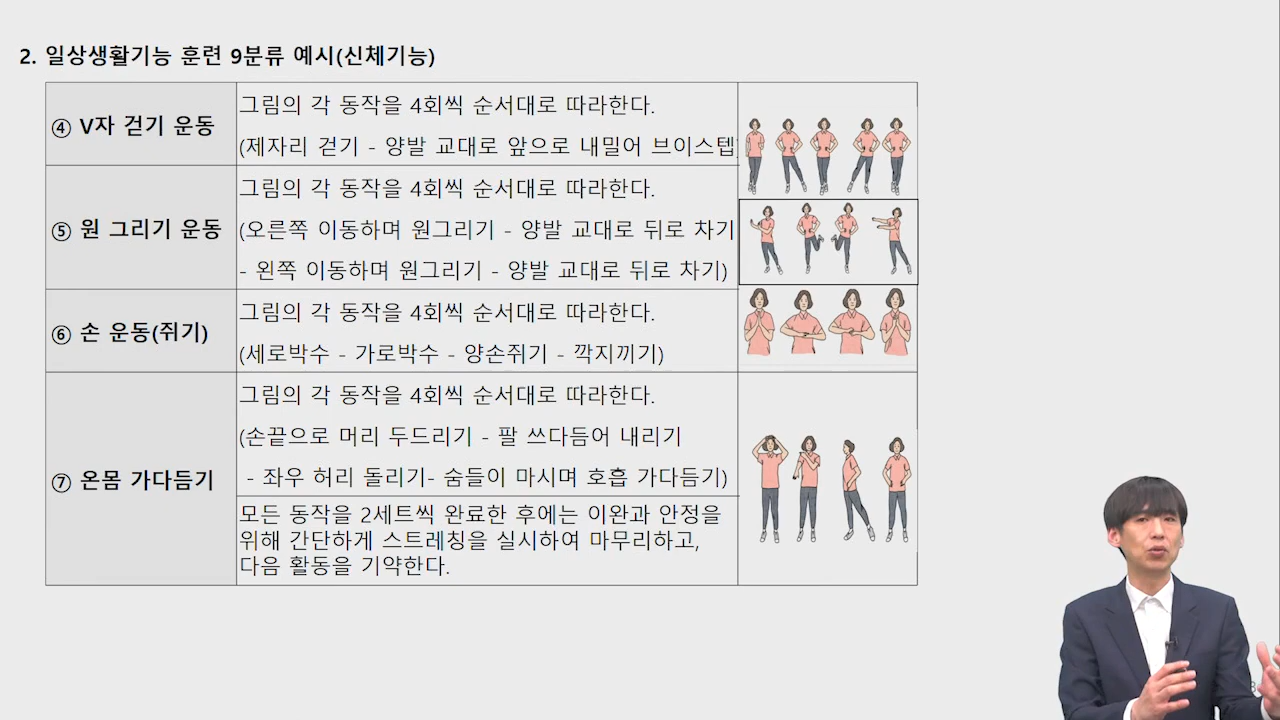 2. 일상생활기능 훈련 9분류 예시(신체기능)
④ V자 걷기 운동
그림의 각 동작을 4회씩 순서대로 따라한다.
(제자리 걷기 - 양발 교대로 앞으로 내밀어 브이스텝)
⑤ 원 그리기 운동
그림의 각 동작을 4회씩 순서대로 따라한다.
(오른쪽 이동하며 원그리기 - 양발 교대로 뒤로 차기
- 왼쪽 이동하며 원그리기 - 양발 교대로 뒤로 차기)
⑥ 손 운동(쥐기)
그림의 각 동작을 4회씩 순서대로 따라한다.
(세로박수 - 가로박수 - 양손쥐기 - 깍지끼기)
⑦ 온몸 가다듬기
그림의 각 동작을 4회씩 순서대로 따라한다.
(손끝으로 머리 두드리기 - 팔 쓰다듬어 내리기
- 좌우 허리 돌리기- 숨들이 마시며 호흡 가다듬기)
모든 동작을 2세트씩 완료한 후에는 이완과 안정을
위해 간단하게 스트레칭을 실시하여 마무리하고,
다음 활동을 기약한다.